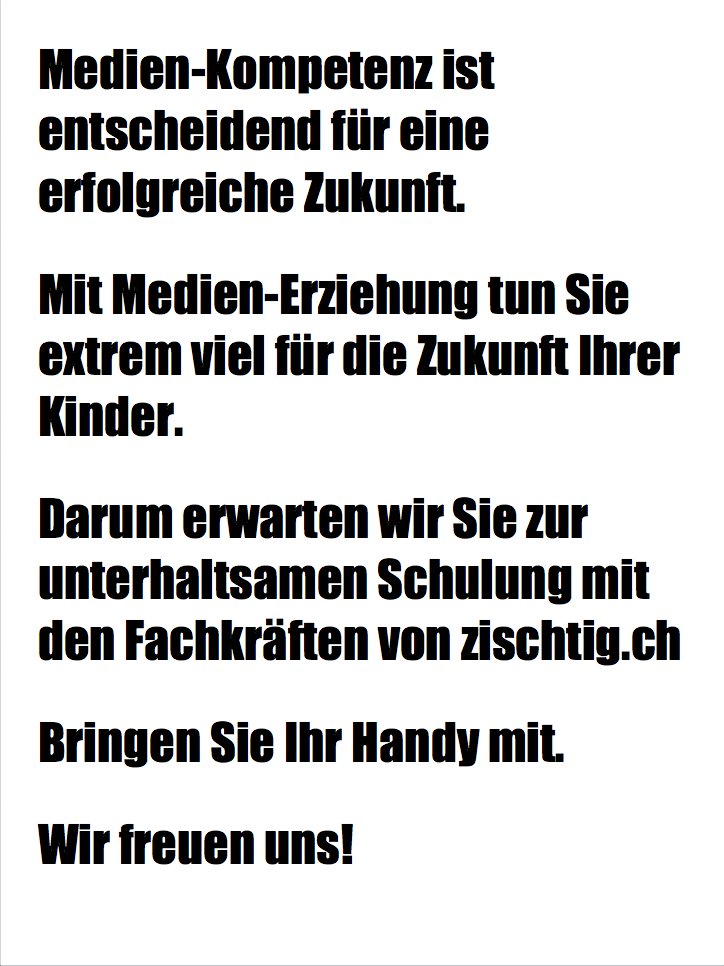 Medien-Kompetenz ist
entscheidend für eine
erfolgreiche Zukunft.
Mit Medien-Erziehung tun Sie
extrem viel für die Zukunft Ihrer
Kinder.
Darum erwarten wir Sie zur
unterhaltsamen Schulung mit
den Fachkräften von zischtig.ch
Bringen Sie Ihr Handy mit.
Wir freuen uns!